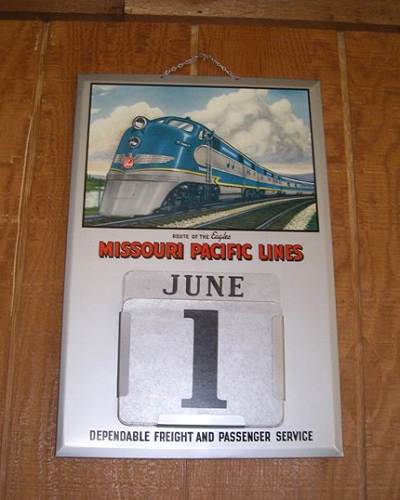 ROUTE OF THE Eagles
MISSOURI PACIFIC LINES
JUNE
1
DEPENDABLE FREIGHT AND PASSENGER SERVICE